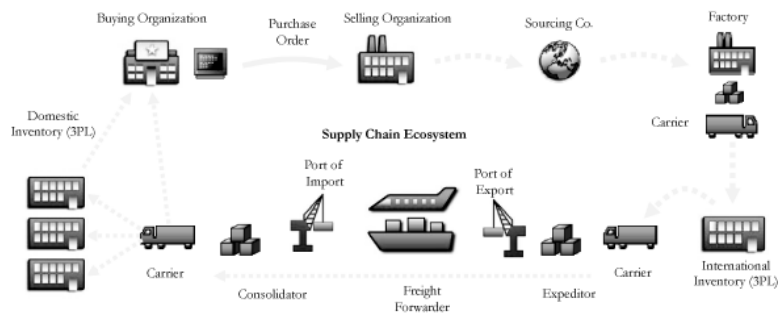 Buying Organization
Purchase
Order
Selling Organization
Sourcing Co.
Factory
Domestic
Inventory (3PL)
Carrier
Supply Chain Ecosystem
Port of
Import
Port of
Export
Carrier
Consolidator
Freight
Forwarder
Expeditor
Carrier
International
Inventory (3PL)